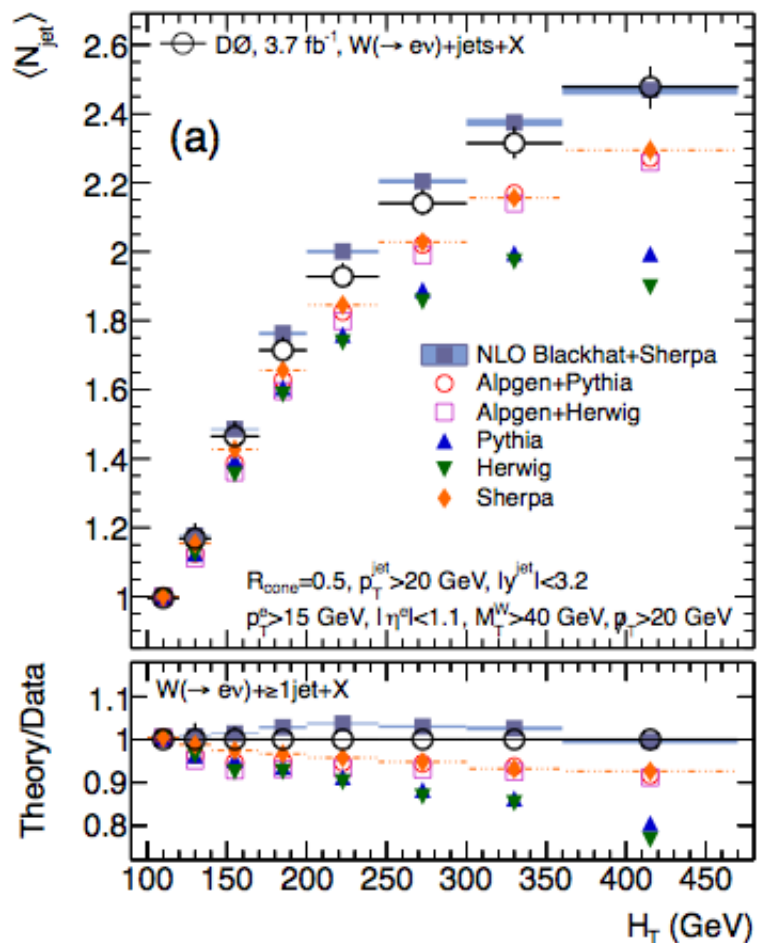 ⟨N_jet⟩
DØ, 3.7 fb⁻¹, W(→ eν)+jets+X
(a)
2.6
2.4
2.2
2
1.8
1.6
1.4
1.2
1
NLO Blackhat+Sherpa
Alpgen+Pythia
Alpgen+Herwig
Pythia
Herwig
Sherpa
R_cone=0.5, p_T^jet>20 GeV, |y^jet|<3.2
p_T^e>15 GeV, |η^e|<1.1, M_T^W>40 GeV, p̸_T>20 GeV
W(→ eν)+≥1jet+X
Theory/Data
1.1
1
0.9
0.8
100 150 200 250 300 350 400 450
H_T (GeV)